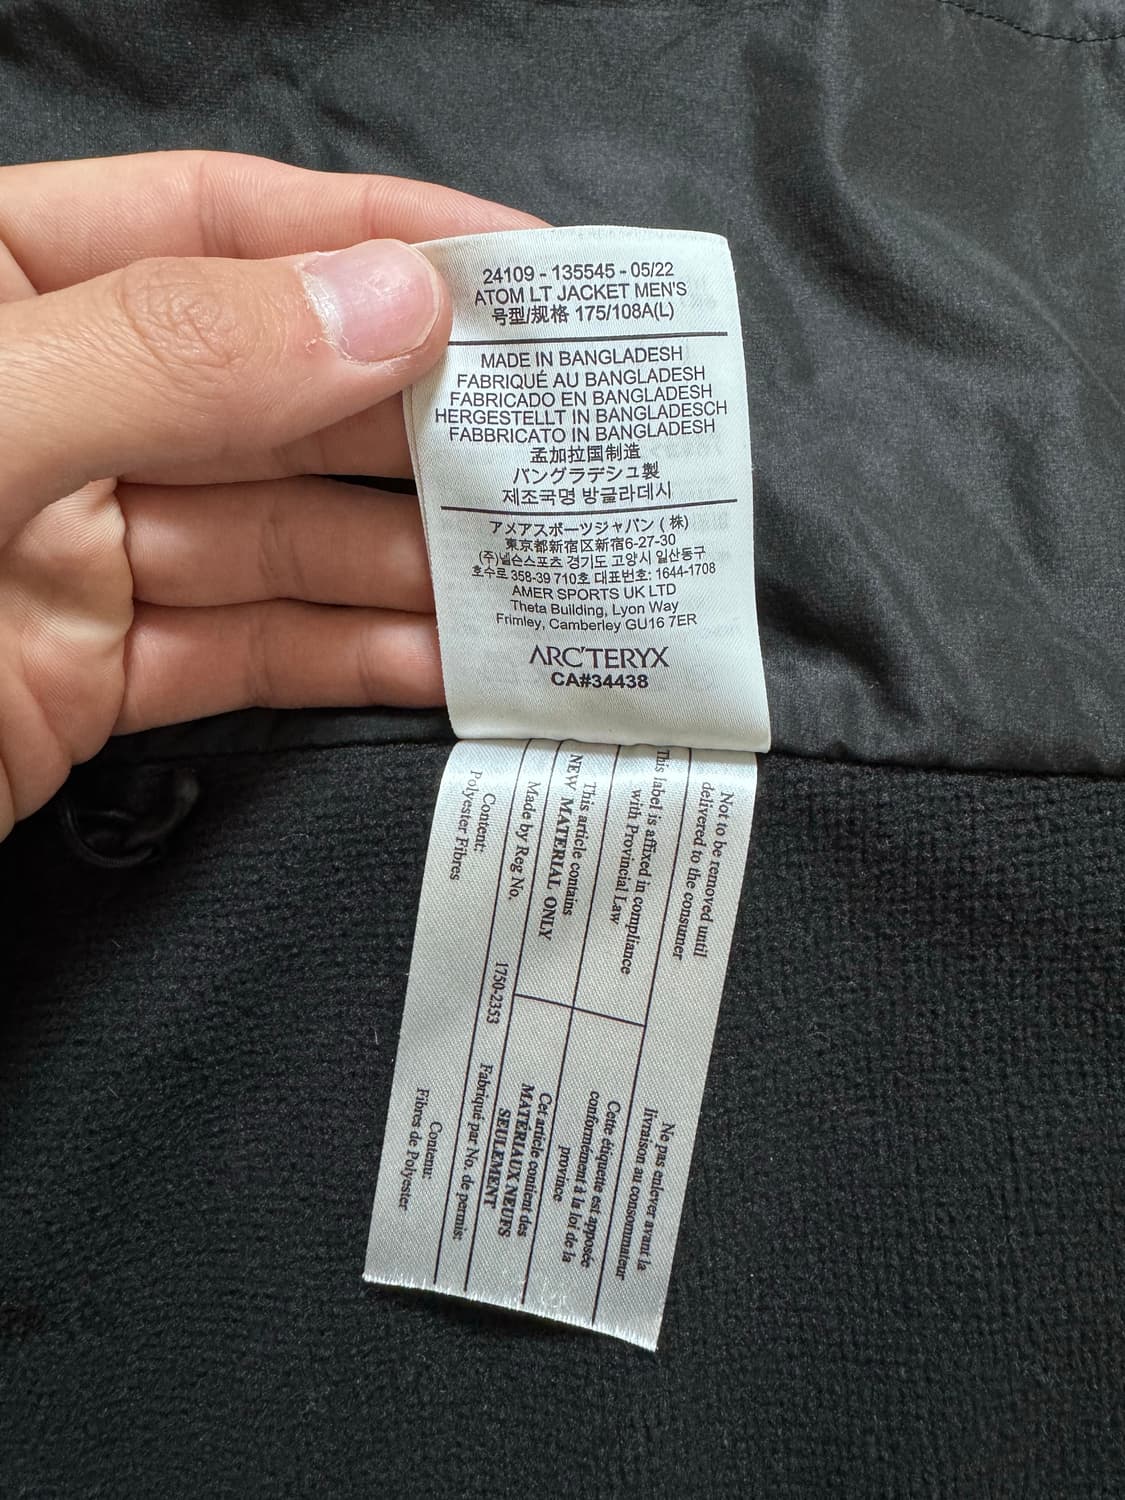 24109 - 135545 - 05/22
ATOM LT JACKET MEN'S
号型/规格 175/108A(L)
MADE IN BANGLADESH
FABRIQUÉ AU BANGLADESH
FABRICADO EN BANGLADESH
HERGESTELLT IN BANGLADESCH
FABBRICATO IN BANGLADESH
孟加拉国制造
バングラデシュ製
제조국명 방글라데시
アメアスポーツジャパン (株)
東京都新宿区新宿6-27-30
(주)넬슨스포츠 경기도 고양시 일산동구
호수로 358-39 710호 대표번호: 1644-1708
AMER SPORTS UK LTD
Theta Building, Lyon Way
Frimley, Camberley GU16 7ER
ARC'TERYX
CA#34438
Not to be removed until
delivered to the consumer
Ne pas enlever avant la
livraison au consommateur
This label is affixed in compliance
with Provincial Law
Cette étiquette est apposée
conformément à la loi de la
province
This article contains
NEW MATERIAL ONLY
Cet article contient des
MATÉRIAUX NEUFS
SEULEMENT
Made by Reg No. 1750-2353 Fabriqué par No. de permis:
Content:
Polyester Fibres
Contenu:
Fibres de Polyester